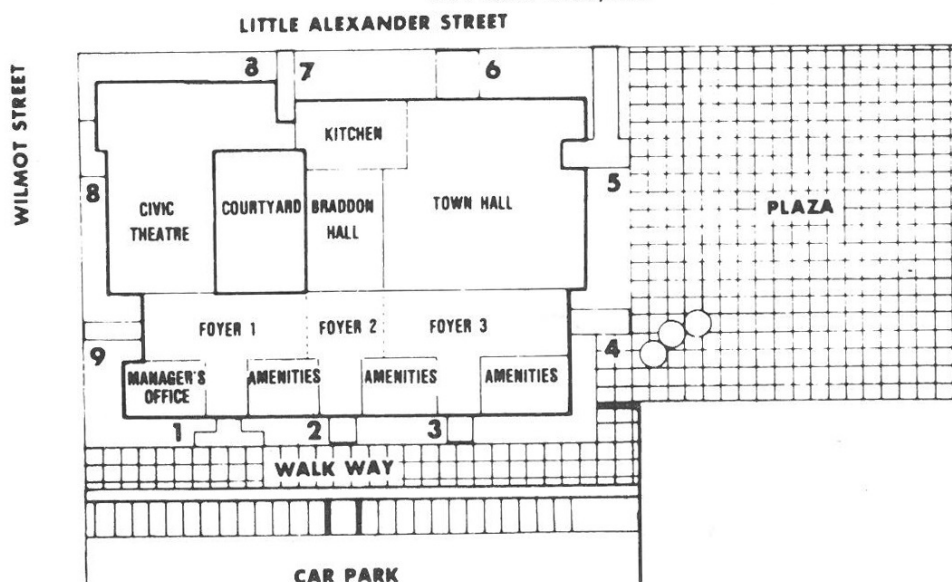 LITTLE ALEXANDER STREET
WILMOT STREET
8
7
6
KITCHEN
8
CIVIC
THEATRE
COURTYARD
BRADDON
HALL
TOWN HALL
5
PLAZA
FOYER 1
FOYER 2
FOYER 3
9
4
MANAGER'S
OFFICE
AMENITIES
AMENITIES
AMENITIES
1
2
3
WALK WAY
CAR PARK